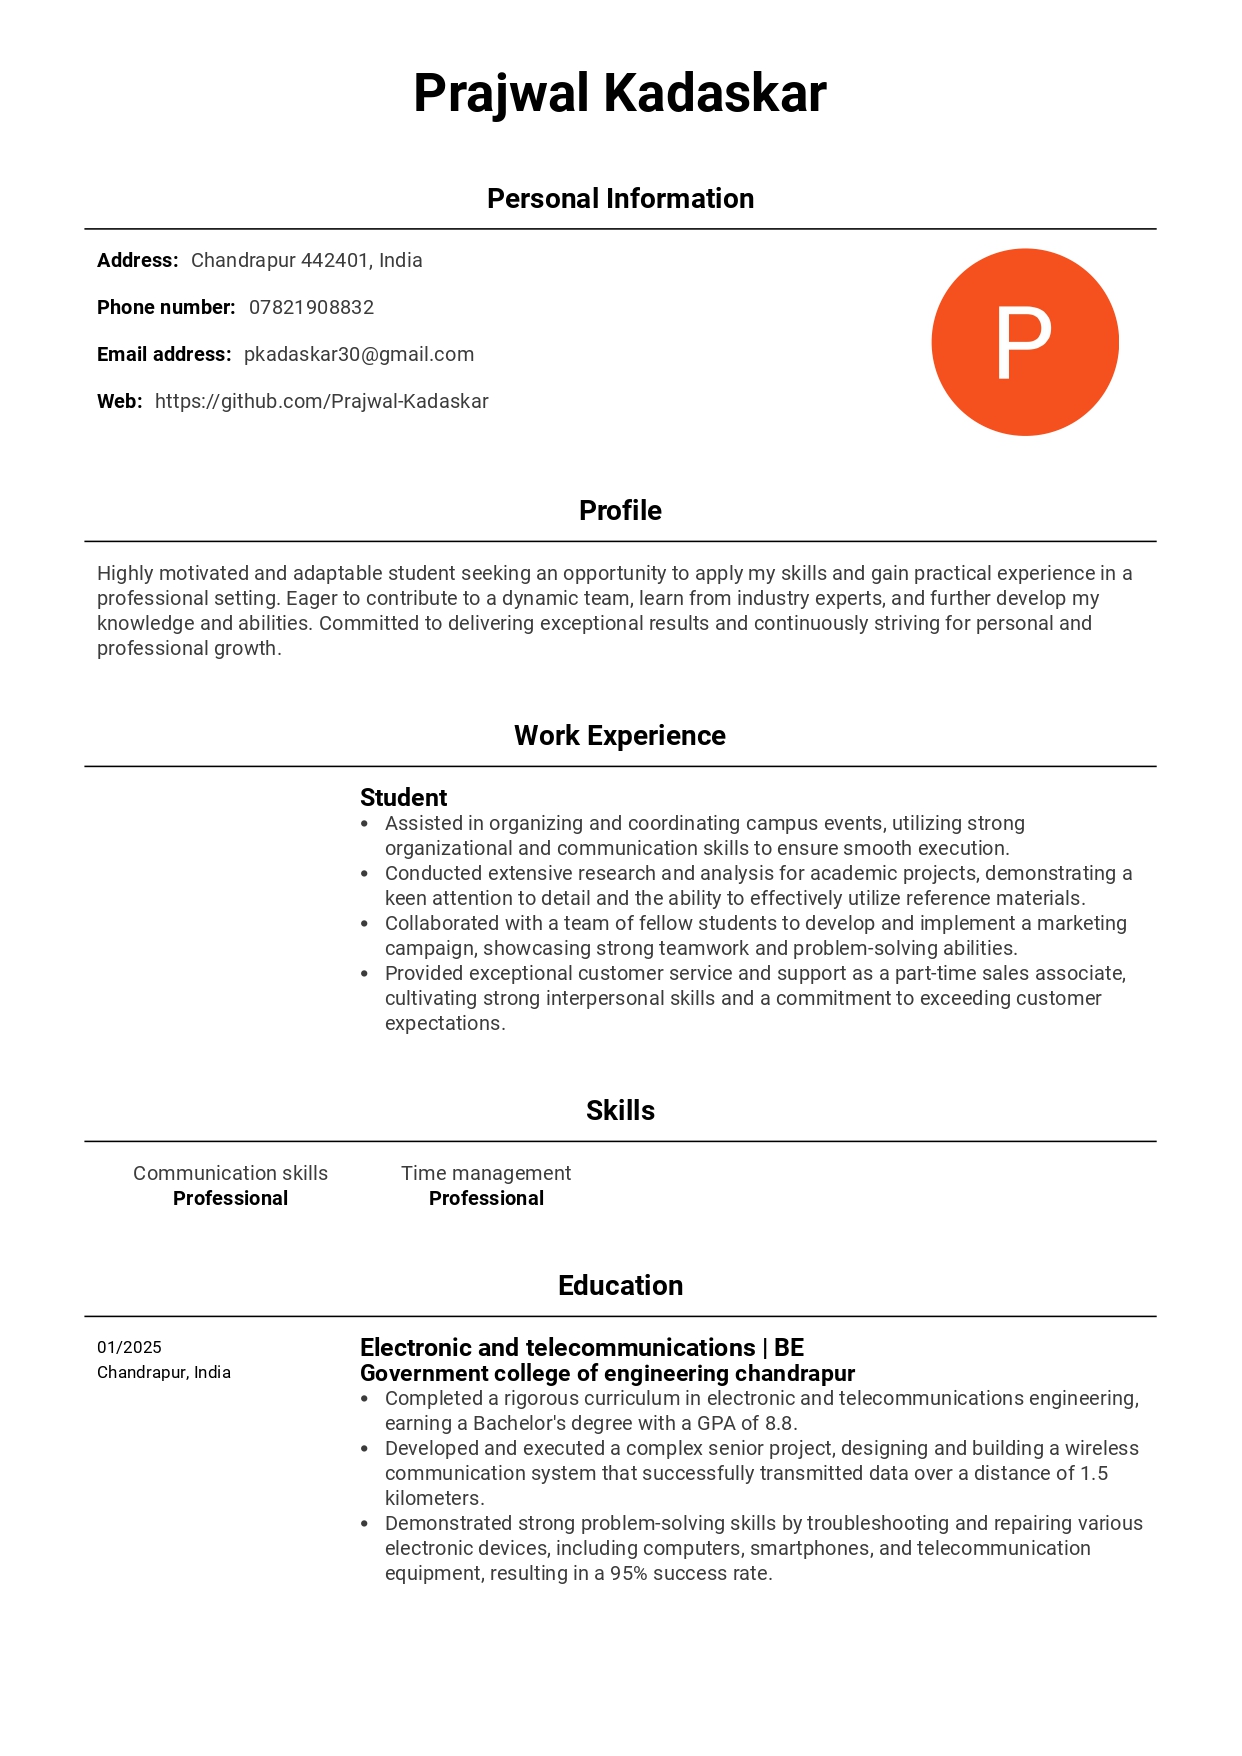 Prajwal Kadaskar
Personal Information
Address: Chandrapur 442401, India
Phone number: 07821908832
Email address: pkadaskar30@gmail.com
Web: https://github.com/Prajwal-Kadaskar
P
Profile
Highly motivated and adaptable student seeking an opportunity to apply my skills and gain practical experience in a
professional setting. Eager to contribute to a dynamic team, learn from industry experts, and further develop my
knowledge and abilities. Committed to delivering exceptional results and continuously striving for personal and
professional growth.
Work Experience
Student
• Assisted in organizing and coordinating campus events, utilizing strong
organizational and communication skills to ensure smooth execution.
• Conducted extensive research and analysis for academic projects, demonstrating a
keen attention to detail and the ability to effectively utilize reference materials.
• Collaborated with a team of fellow students to develop and implement a marketing
campaign, showcasing strong teamwork and problem-solving abilities.
• Provided exceptional customer service and support as a part-time sales associate,
cultivating strong interpersonal skills and a commitment to exceeding customer
expectations.
Skills
Communication skills
Professional
Time management
Professional
Education
01/2025
Chandrapur, India
Electronic and telecommunications | BE
Government college of engineering chandrapur
• Completed a rigorous curriculum in electronic and telecommunications engineering,
earning a Bachelor's degree with a GPA of 8.8.
• Developed and executed a complex senior project, designing and building a wireless
communication system that successfully transmitted data over a distance of 1.5
kilometers.
• Demonstrated strong problem-solving skills by troubleshooting and repairing various
electronic devices, including computers, smartphones, and telecommunication
equipment, resulting in a 95% success rate.